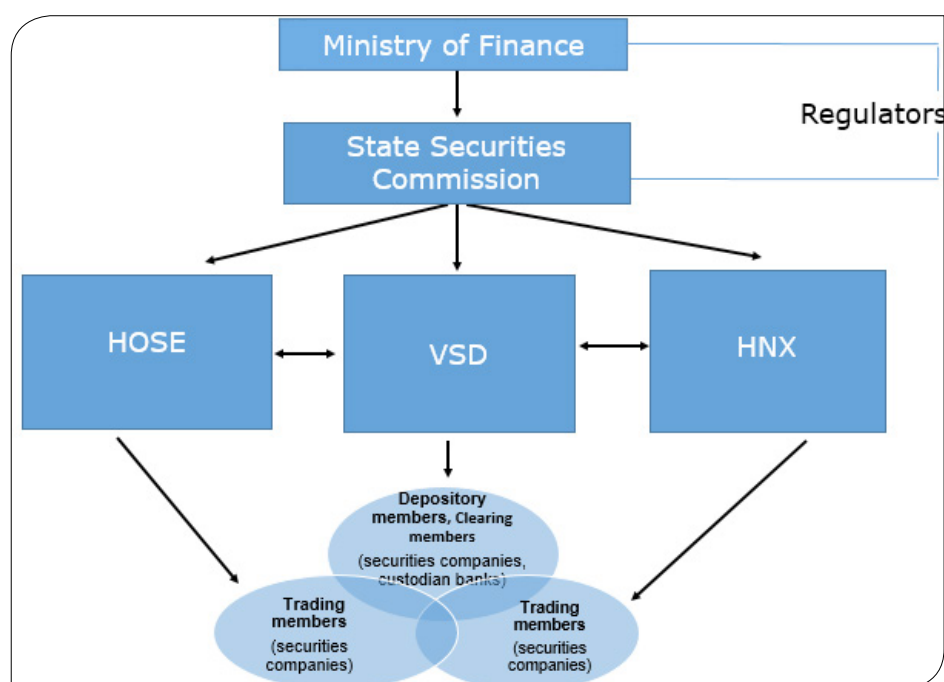 Ministry of Finance
Regulators
State Securities
Commission
HOSE
VSD
HNX
Depository
members, Clearing
members
(securities companies,
custodian banks)
Trading
members
(securities
companies)
Trading
members
(securities
companies)